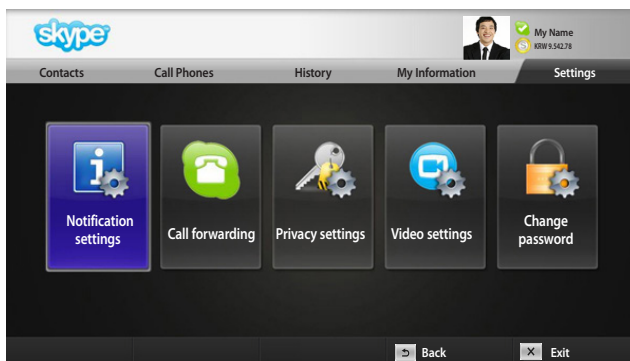 skype
My Name
KRW 9.542.78
Contacts Call Phones History My Information Settings
Notification
settings
Call forwarding
Privacy settings
Video settings
Change
password
Back
Exit